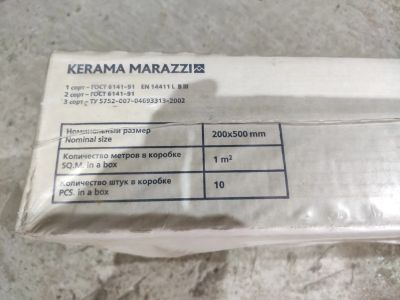 KERAMA MARAZZI
1 сорт – ГОСТ 6141-91 EN 14411 L B III
2 сорт – ГОСТ 6141-91
3 сорт – ТУ 5752-007-04693313-2002
Номинальный размер 200x500 mm
Nominal size
Количество метров в коробке 1 m²
SQ.M. in a box
Количество штук в коробке 10
PCS. in a box